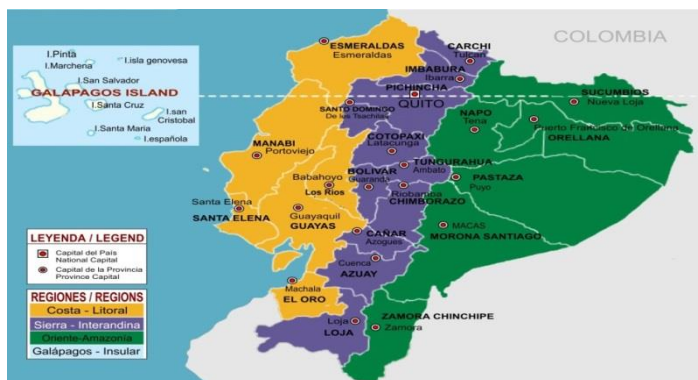 I.Pinta
I.Marchena
I.isla genovesa
I.San Salvador
GALAPAGOS ISLAND
I.Santa Cruz
I.san
Cristobal
I.Santa Maria
I.española
COLOMBIA
ESMERALDAS
Esmeraldas
CARCHI
Tulcan
IMBABURA
Ibarra
PICHINCHA
QUITO
SANTO DOMINGO
De los Tsachilas
SUCUMBIOS
Nueva Loja
NAPO
Tena
Puerto Francisco de Orellana
ORELLANA
MANABI
Portoviejo
COTOPAXI
Latacunga
TUNGURAHUA
Ambato
BOLIVAR
Guaranda
Babahoyo
Los Rios
PASTAZA
Puyo
Riobamba
CHIMBORAZO
Santa Elena
SANTA ELENA
Guayaquil
GUAYAS
MACAS
MORONA SANTIAGO
CAÑAR
Azogues
Cuenca
AZUAY
Machala
EL ORO
Loja
LOJA
ZAMORA CHINCHIPE
Zamora
LEYENDA / LEGEND
Capital del País
National Capital
Capital de la Provincia
Province Capital
REGIONES / REGIONS
Costa - Litoral
Sierra - Interandina
Oriente-Amazonía
Galápagos - Insular